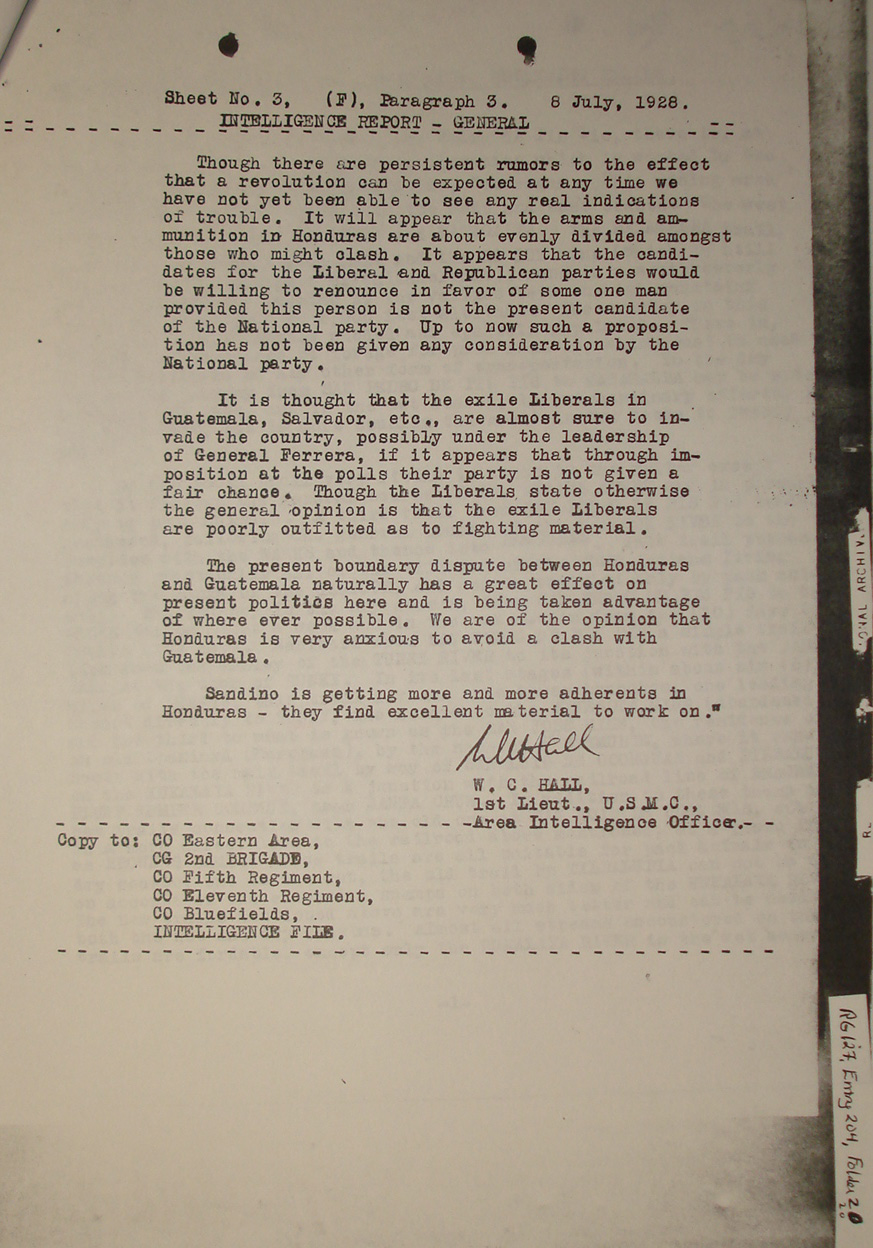 Sheet No. 3, (F), Paragraph 3. 8 July, 1928.
INTELLIGENCE REPORT - GENERAL
Though there are persistent rumors to the effect
that a revolution can be expected at any time we
have not yet been able to see any real indications
of trouble. It will appear that the arms and am-
munition in Honduras are about evenly divided amongst
those who might clash. It appears that the candi-
dates for the Liberal and Republican parties would
be willing to renounce in favor of some one man
provided this person is not the present candidate
of the National party. Up to now such a proposi-
tion has not been given any consideration by the
National party.
It is thought that the exile Liberals in
Guatemala, Salvador, etc., are almost sure to in-
vade the country, possibly under the leadership
of General Ferrera, if it appears that through im-
position at the polls their party is not given a
fair chance. Though the Liberals state otherwise
the general opinion is that the exile Liberals
are poorly outfitted as to fighting material.
The present boundary dispute between Honduras
and Guatemala naturally has a great effect on
present politics here and is being taken advantage
of where ever possible. We are of the opinion that
Honduras is very anxious to avoid a clash with
Guatemala.
Sandino is getting more and more adherents in
Honduras - they find excellent material to work on."
W. C. HALL,
1st Lieut., U.S.M.C.,
-Area Intelligence Officer.- -
Copy to: CO Eastern Area,
CG 2nd BRIGADE,
CO Fifth Regiment,
CO Eleventh Regiment,
CO Bluefields,
INTELLIGENCE FILE.
ONAL ARCHIV
RG 127, Entry 204, Folder 20
20